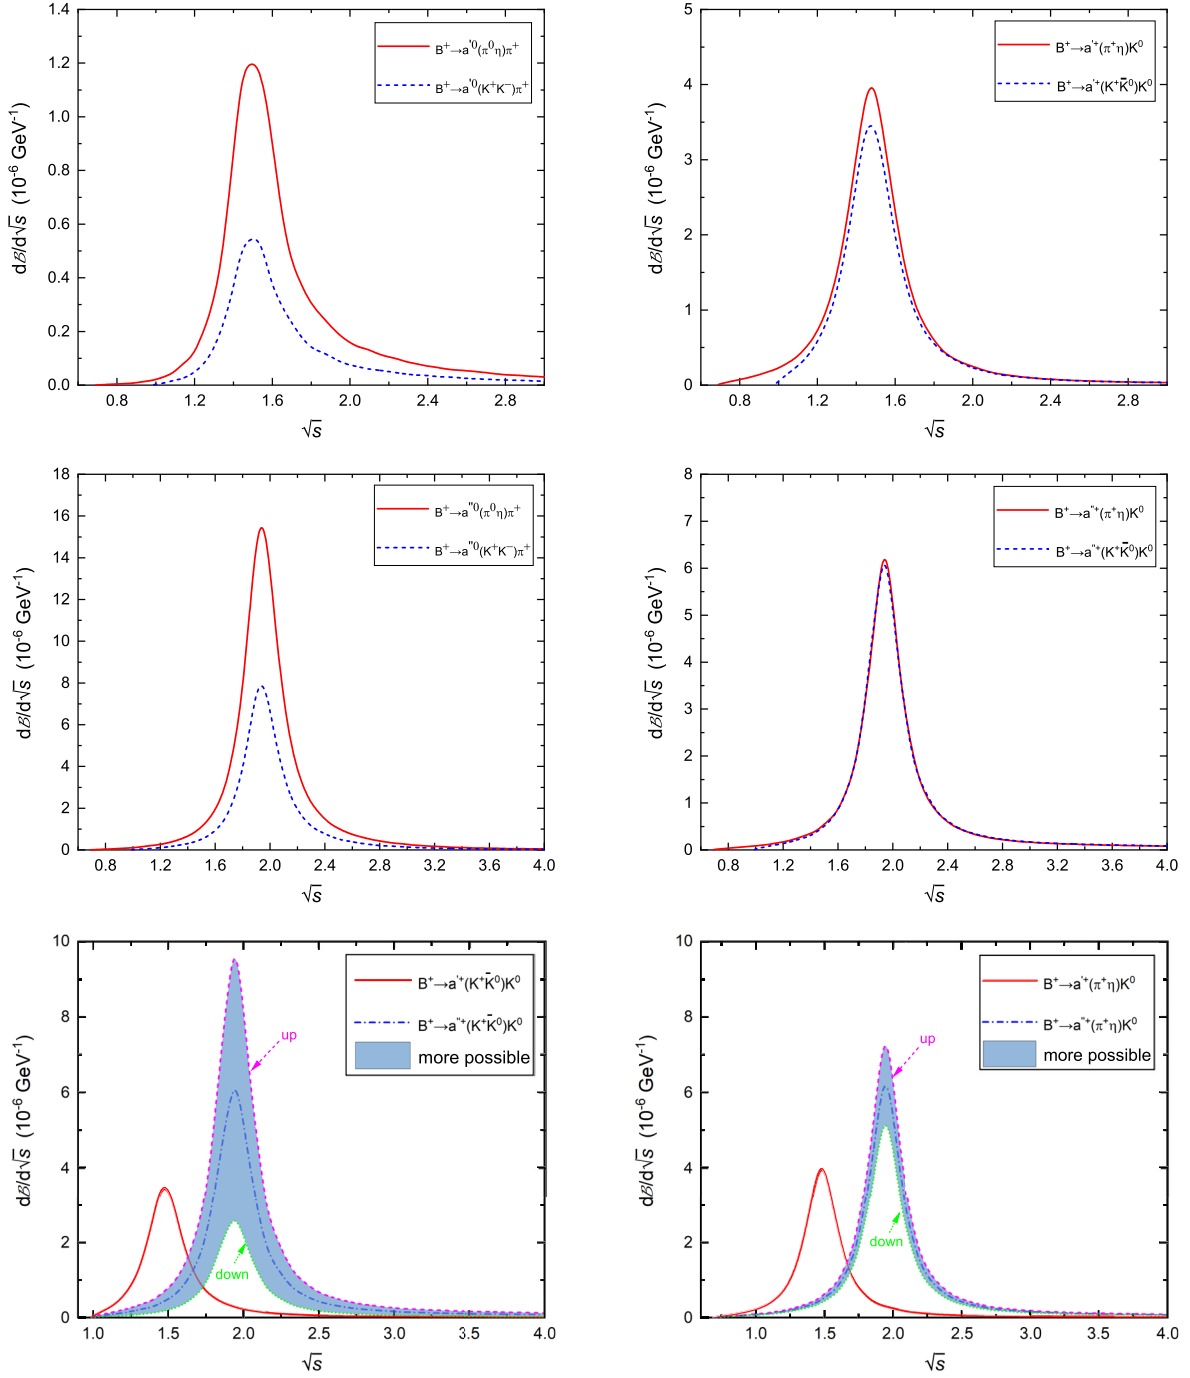 1.4
1.2
1.0
0.8
0.6
0.4
0.2
0.0
0.8 1.2 1.6 2.0 2.4 2.8
√s
dℬ/d√s (10⁻⁶ GeV⁻¹)
B⁺→a'⁰(π⁰η)π⁺
B⁺→a'⁰(K⁺K⁻)π⁺
5
4
3
2
1
0
0.8 1.2 1.6 2.0 2.4 2.8
√s
dℬ/d√s (10⁻⁶ GeV⁻¹)
B⁺→a'⁺(π⁺η)K⁰
B⁺→a'⁺(K⁺K̄⁰)K⁰
18
16
14
12
10
8
6
4
2
0
0.8 1.2 1.6 2.0 2.4 2.8 3.2 3.6 4.0
√s
dℬ/d√s (10⁻⁶ GeV⁻¹)
B⁺→a''⁰(π⁰η)π⁺
B⁺→a''⁰(K⁺K⁻)π⁺
8
7
6
5
4
3
2
1
0
0.8 1.2 1.6 2.0 2.4 2.8 3.2 3.6 4.0
√s
dℬ/d√s (10⁻⁶ GeV⁻¹)
B⁺→a''⁺(π⁺η)K⁰
B⁺→a''⁺(K⁺K̄⁰)K⁰
10
8
6
4
2
0
1.0 1.5 2.0 2.5 3.0 3.5 4.0
√s
dℬ/d√s (10⁻⁶ GeV⁻¹)
B⁺→a'⁺(K⁺K̄⁰)K⁰
B⁺→a''⁺(K⁺K̄⁰)K⁰
more possible
up
down
10
8
6
4
2
0
1.0 1.5 2.0 2.5 3.0 3.5 4.0
√s
dℬ/d√s (10⁻⁶ GeV⁻¹)
B⁺→a'⁺(π⁺η)K⁰
B⁺→a''⁺(π⁺η)K⁰
more possible
up
down